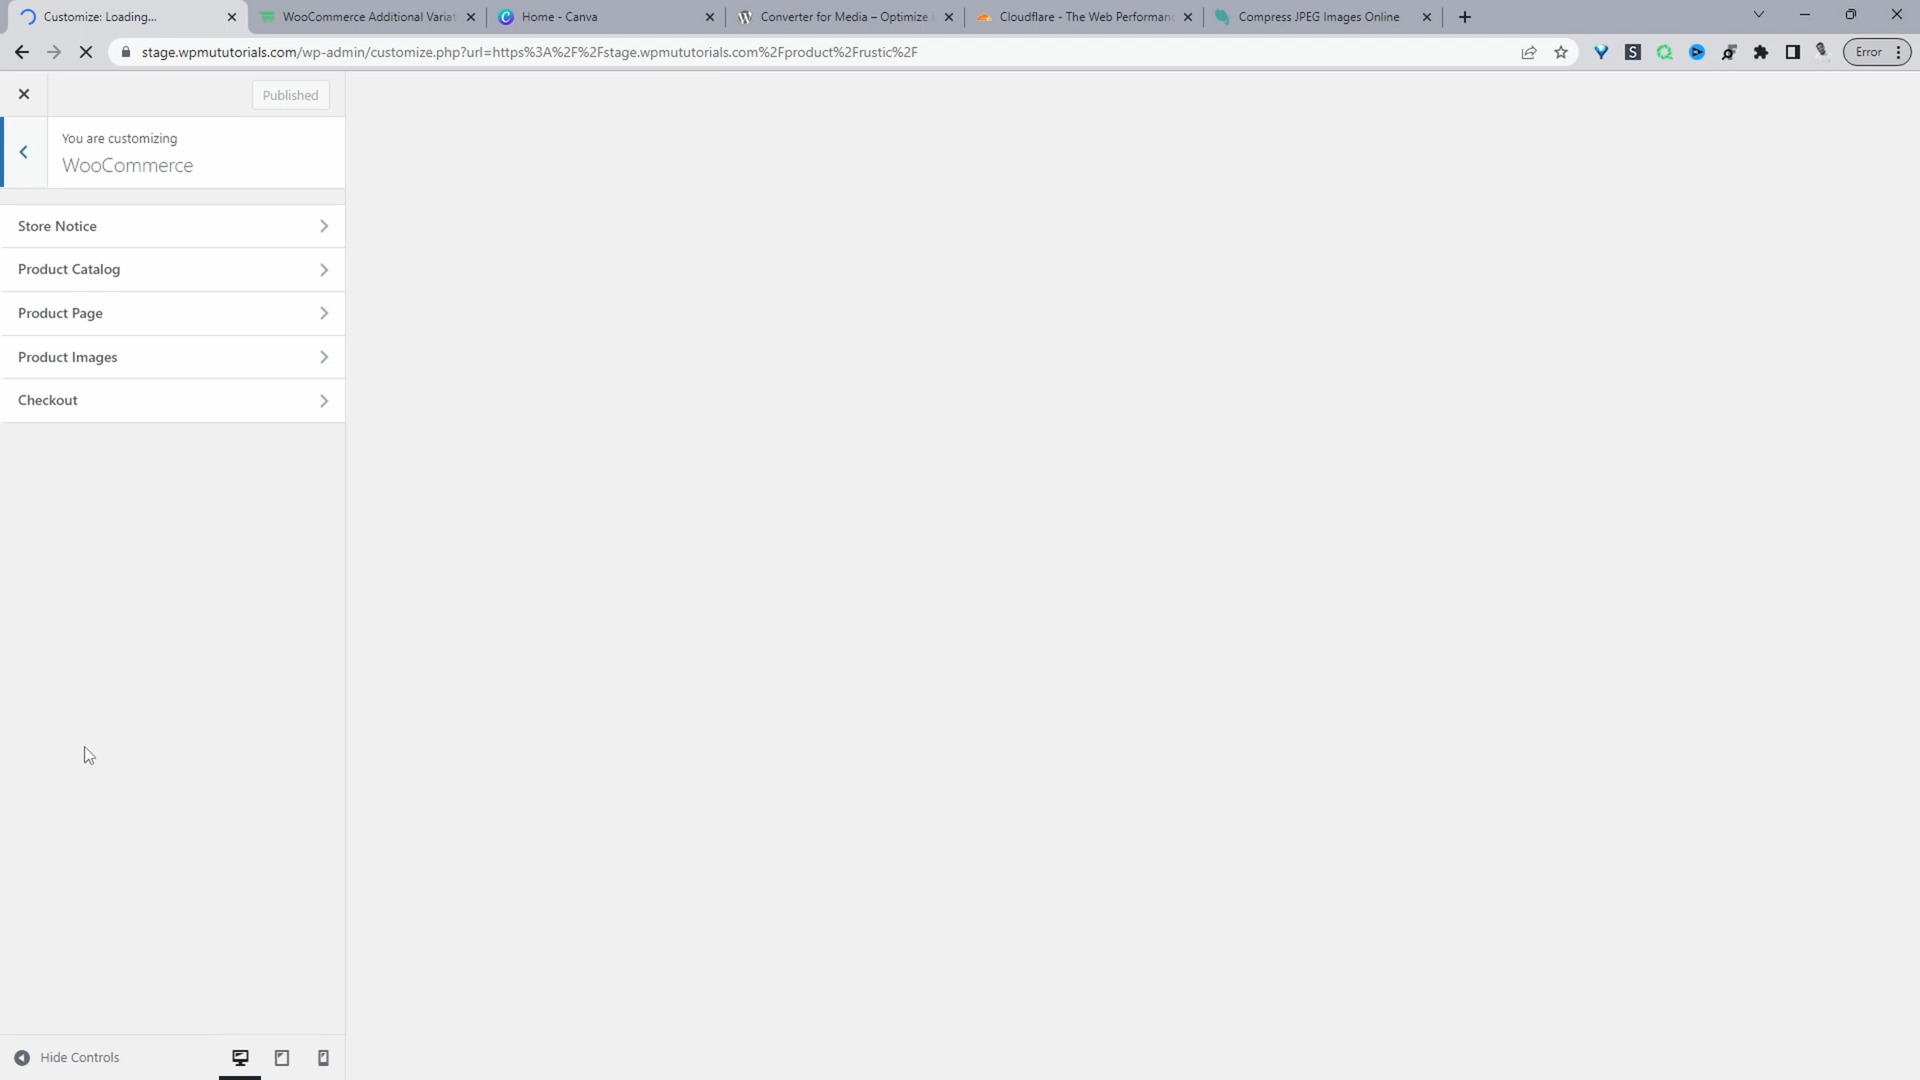 Customize: Loading...
WooCommerce Additional Variat
Home - Canva
Converter for Media – Optimize
Cloudflare - The Web Performanc
Compress JPEG Images Online
stage.wpmututorials.com/wp-admin/customize.php?url=https%3A%2F%2Fstage.wpmututorials.com%2Fproduct%2Frustic%2F
S
Error
Published
You are customizing
WooCommerce
Store Notice
Product Catalog
Product Page
Product Images
Checkout
Hide Controls